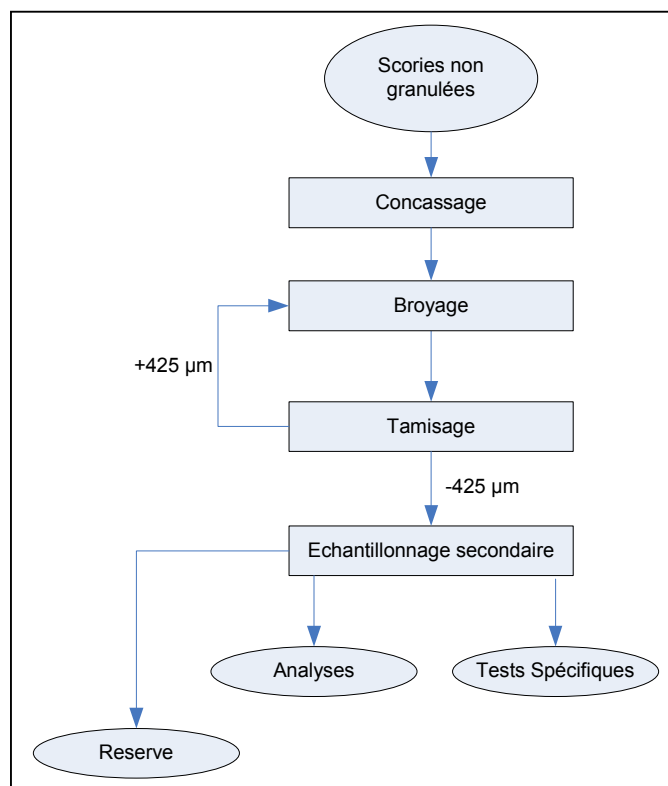 Scories non
granulées
Concassage
Broyage
+425 µm
Tamisage
-425 µm
Echantillonnage secondaire
Analyses
Tests Spécifiques
Reserve